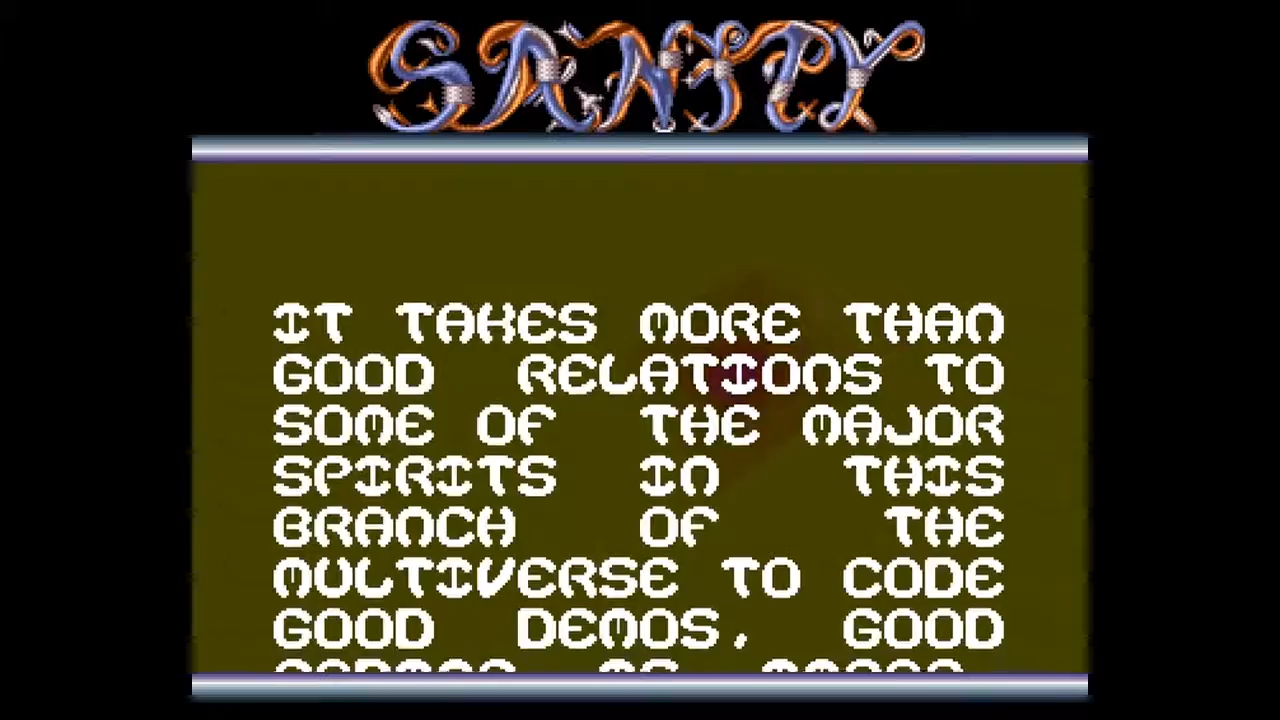 SANITY
IT TAKES MORE THAN
GOOD RELATIONS TO
SOME OF THE MAJOR
SPIRITS IN THIS
BRANCH OF THE
MULTIVERSE TO CODE
GOOD DEMOS. GOOD